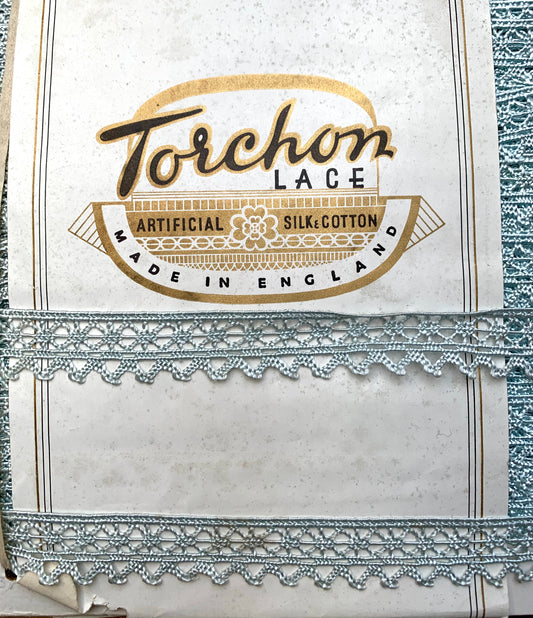 Torchon
LACE
ARTIFICIAL SILK & COTTON
MADE IN ENGLAND